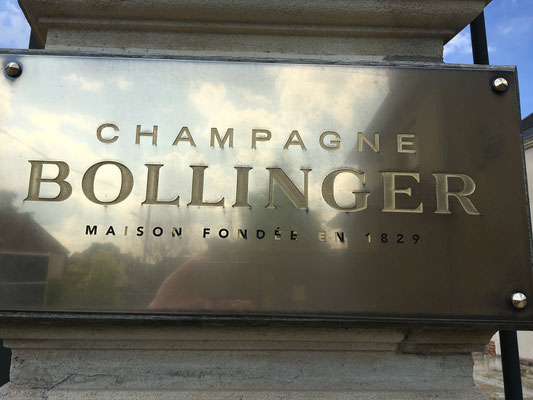 CHAMPAGNE
BOLLINGER
MAISON FONDÉE EN 1829